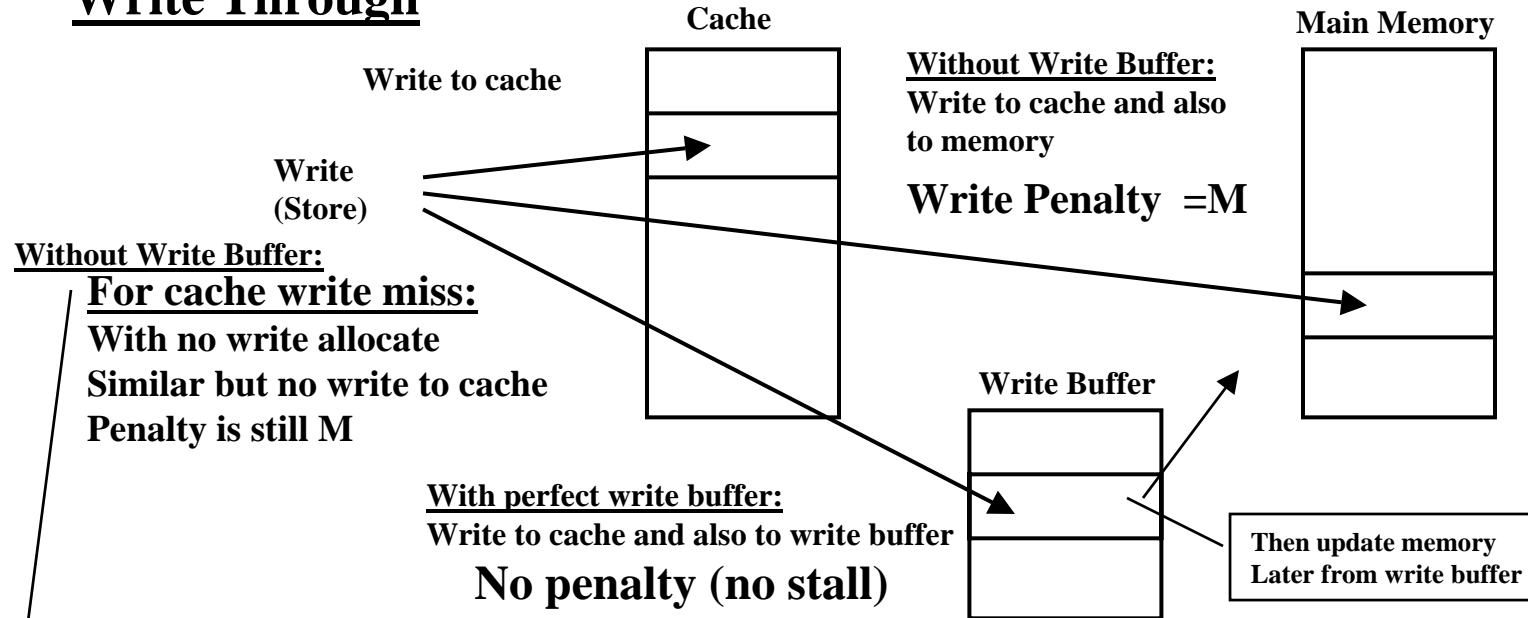 Write Through
Cache
Main Memory
Write to cache
Without Write Buffer:
Write to cache and also
to memory
Write Penalty =M
Write
(Store)
Without Write Buffer:
For cache write miss:
With no write allocate
Similar but no write to cache
Penalty is still M
Write Buffer
With perfect write buffer:
Write to cache and also to write buffer
No penalty (no stall)
Then update memory
Later from write buffer